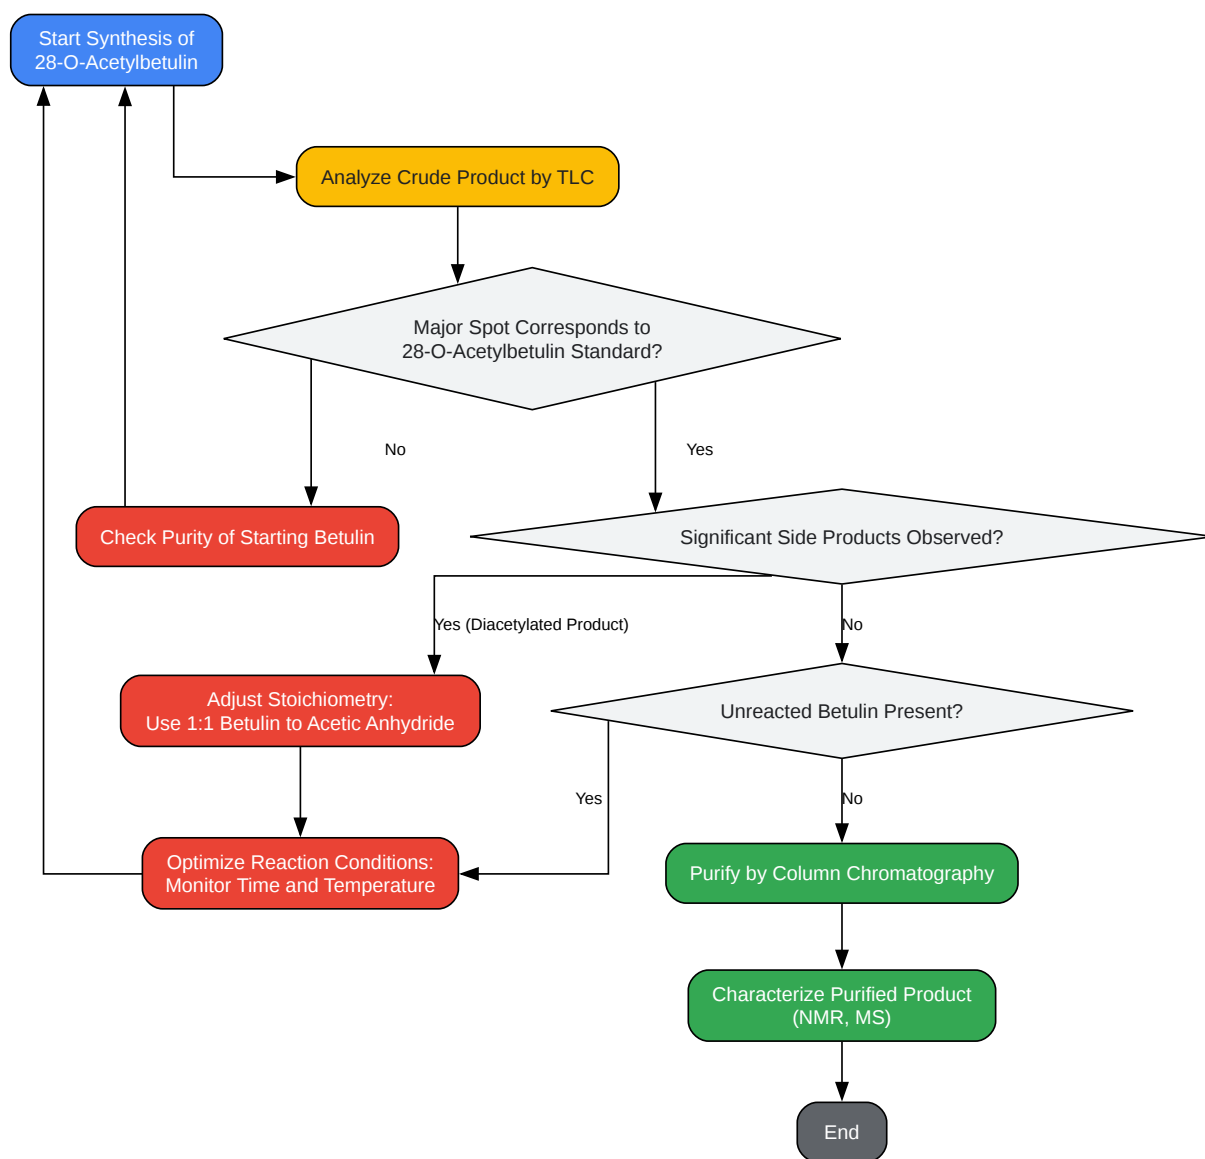 Start Synthesis of
28-O-Acetylbetulin
Analyze Crude Product by TLC
Major Spot Corresponds to
28-O-Acetylbetulin Standard?
No
Yes
Check Purity of Starting Betulin
Significant Side Products Observed?
Yes (Diacetylated Product)
No
Adjust Stoichiometry:
Use 1:1 Betulin to Acetic Anhydride
Unreacted Betulin Present?
Yes
No
Optimize Reaction Conditions:
Monitor Time and Temperature
Purify by Column Chromatography
Characterize Purified Product
(NMR, MS)
End